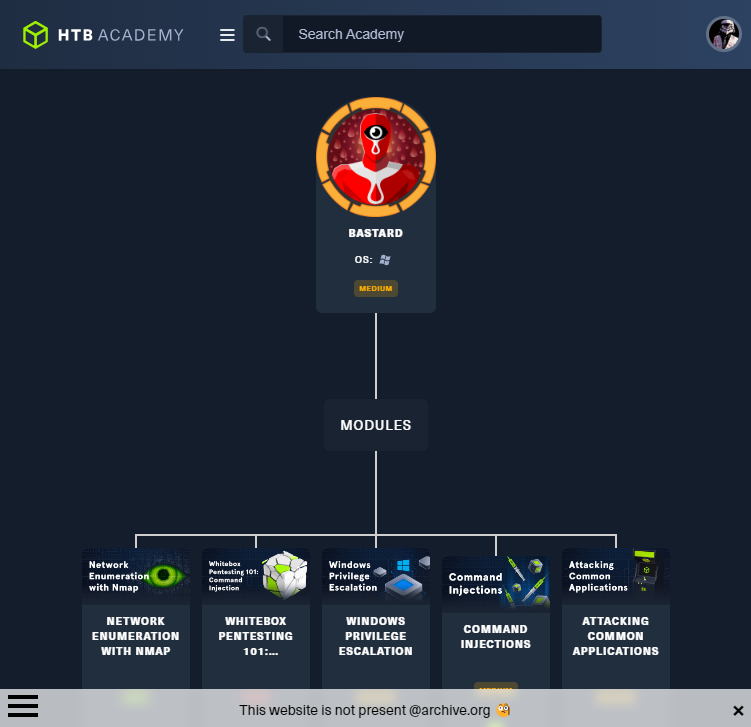 HTB ACADEMY
Search Academy
BASTARD
OS:
MEDIUM
MODULES
Network
Enumeration
with Nmap
NETWORK
ENUMERATION
WITH NMAP
Whitebox
Pentesting 101:
Command
Injection
WHITEBOX
PENTESTING
101:...
Windows
Privilege
Escalation
WINDOWS
PRIVILEGE
ESCALATION
Command
Injections
COMMAND
INJECTIONS
MEDIUM
Attacking
Common
Applications
ATTACKING
COMMON
APPLICATIONS
This website is not present @archive.org